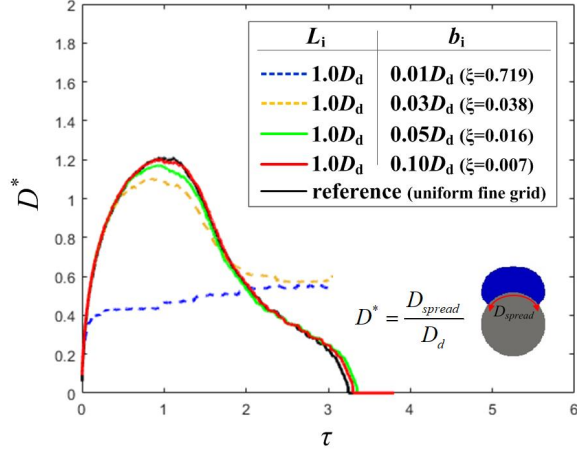 L_i b_i
1.0D_d 0.01D_d (ξ=0.719)
1.0D_d 0.03D_d (ξ=0.038)
1.0D_d 0.05D_d (ξ=0.016)
1.0D_d 0.10D_d (ξ=0.007)
reference (uniform fine grid)
D*
2
1.8
1.6
1.4
1.2
1
0.8
0.6
0.4
0.2
0
D* = D_spread / D_d
D_spread
0 1 2 3 4 5 6
τ